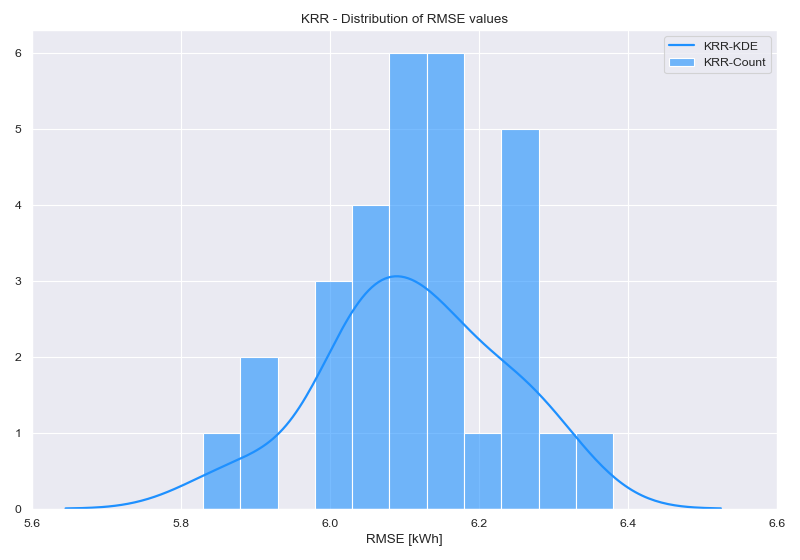 KRR - Distribution of RMSE values
KRR-KDE
KRR-Count
6
5
4
3
2
1
0
5.6 5.8 6.0 6.2 6.4 6.6
RMSE [kWh]